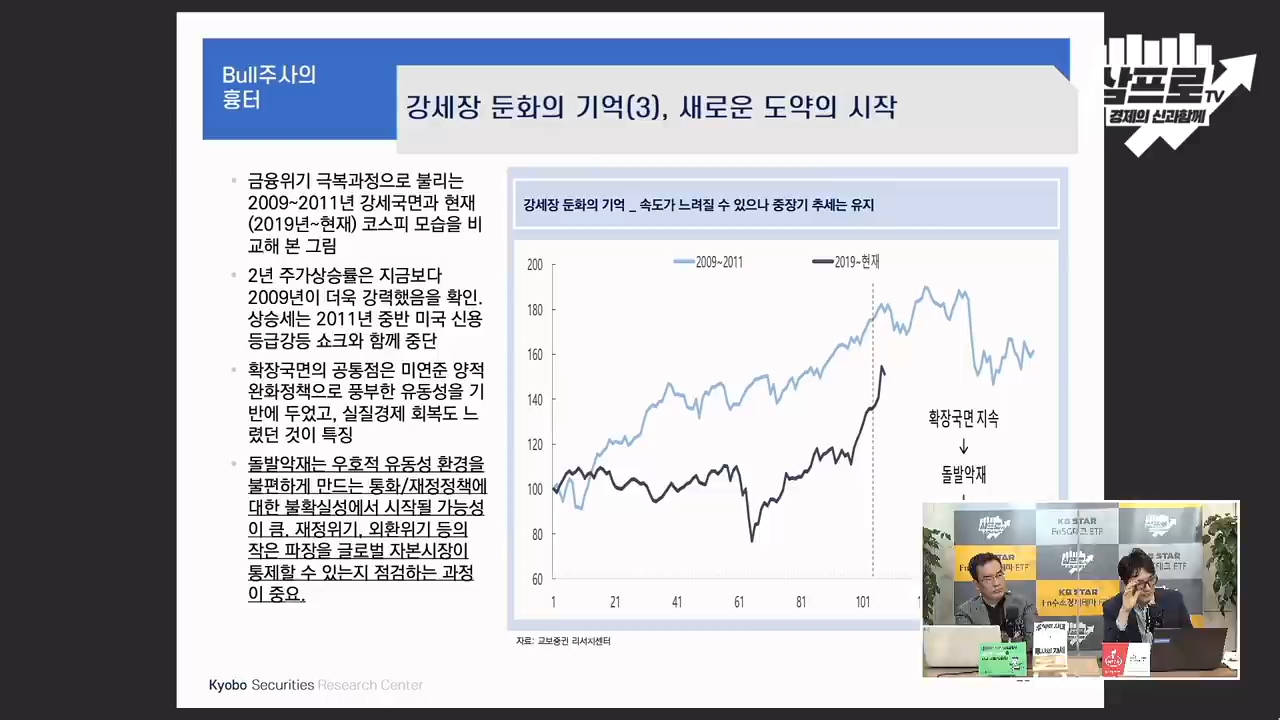 Bull주사의
흉터
강세장 둔화의 기억(3), 새로운 도약의 시작
삼프로TV
경제의 신과함께
금융위기 극복과정으로 불리는
2009~2011년 강세국면과 현재
(2019년~현재) 코스피 모습을 비
교해 본 그림
2년 주가상승률은 지금보다
2009년이 더욱 강력했음을 확인.
상승세는 2011년 중반 미국 신용
등급강등 쇼크와 함께 중단
확장국면의 공통점은 미연준 양적
완화정책으로 풍부한 유동성을 기
반에 두었고, 실질경제 회복도 느
렸던 것이 특징
돌발악재는 우호적 유동성 환경을
불편하게 만드는 통화/재정정책에
대한 불확실성에서 시작될 가능성
이 큼. 재정위기, 외환위기 등의
작은 파장을 글로벌 자본시장이
통제할 수 있는지 점검하는 과정
이 중요.
강세장 둔화의 기억 _ 속도가 느려질 수 있으나 중장기 추세는 유지
2009~2011
2019~현재
200
180
160
140
120
100
80
60
1
21
41
61
81
101
확장국면 지속
↓
돌발악재
자료: 교보증권 리서치센터
Kyobo Securities Research Center
KB STAR
KB STAR
KB STAR